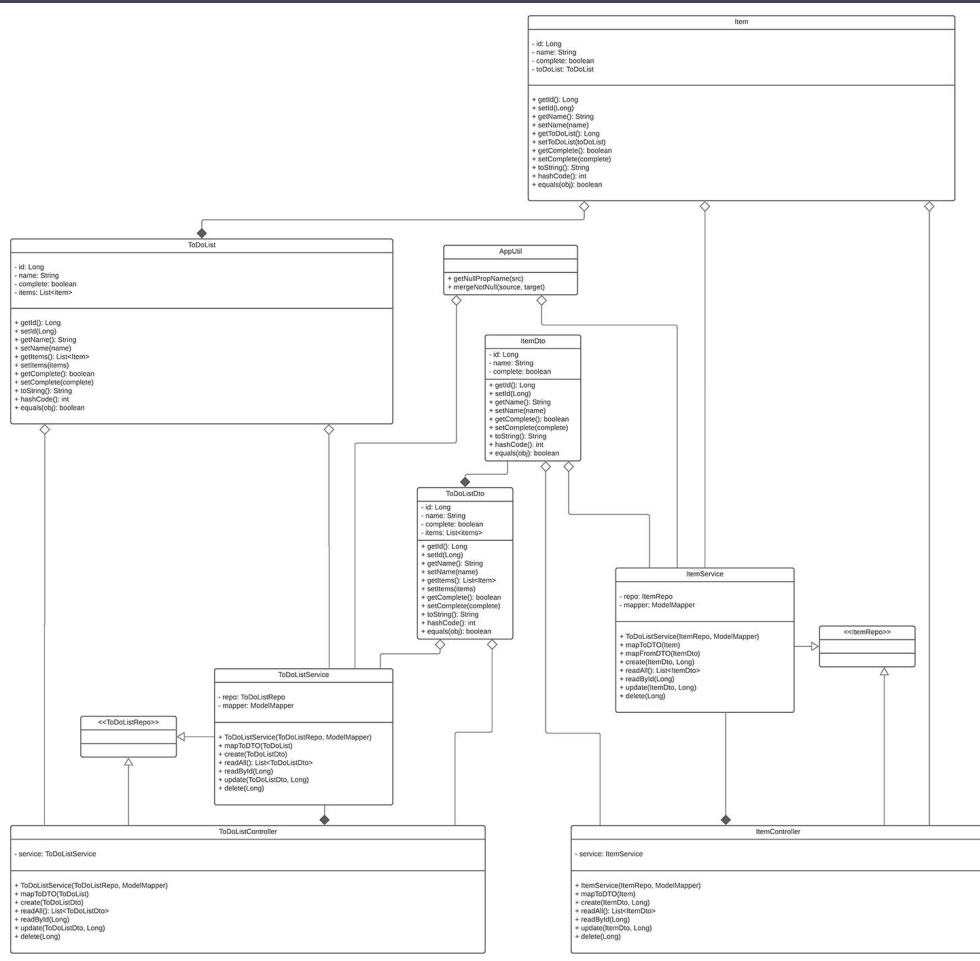 Item
- id: Long
- name: String
- complete: boolean
- toDoList: ToDoList
+ getId(): Long
+ setId(Long)
+ getName(): String
+ setName(name)
+ getToDoList(): Long
+ setToDoList(toDoList)
+ getComplete(): boolean
+ setComplete(complete)
+ toString(): String
+ hashCode(): int
+ equals(obj): boolean
ToDoList
- id: Long
- name: String
- complete: boolean
- items: List<item>
+ getId(): Long
+ setId(Long)
+ getName(): String
+ setName(name)
+ getItems(): List<Item>
+ setItems(items)
+ getComplete(): boolean
+ setComplete(complete)
+ toString(): String
+ hashCode(): int
+ equals(obj): boolean
AppUtil
+ getNullPropName(src)
+ mergeNotNull(source, target)
ItemDto
- id: Long
- name: String
- complete: boolean
+ getId(): Long
+ setId(Long)
+ getName(): String
+ setName(name)
+ getComplete(): boolean
+ setComplete(complete)
+ toString(): String
+ hashCode(): int
+ equals(obj): boolean
ToDoListDto
- id: Long
- name: String
- complete: boolean
- items: List<items>
+ getId(): Long
+ setId(Long)
+ getName(): String
+ setName(name)
+ getItems(): List<Item>
+ setItems(items)
+ getComplete(): boolean
+ setComplete(complete)
+ toString(): String
+ hashCode(): int
+ equals(obj): boolean
ItemService
- repo: ItemRepo
- mapper: ModelMapper
+ ToDoListService(ItemRepo, ModelMapper)
+ mapToDTO(Item)
+ mapFromDTO(ItemDto)
+ create(ItemDto, Long)
+ readAll(): List<ItemDto>
+ readById(Long)
+ update(ItemDto, Long)
+ delete(Long)
<<ItemRepo>>
ToDoListService
- repo: ToDoListRepo
- mapper: ModelMapper
+ ToDoListService(ToDoListRepo, ModelMapper)
+ mapToDTO(ToDoList)
+ create(ToDoListDto)
+ readAll(): List<ToDoListDto>
+ readById(Long)
+ update(ToDoListDto, Long)
+ delete(Long)
<<ToDoListRepo>>
ToDoListController
- service: ToDoListService
+ ToDoListService(ToDoListRepo, ModelMapper)
+ mapToDTO(ToDoList)
+ create(ToDoListDto)
+ readAll(): List<ToDoListDto>
+ readById(Long)
+ update(ToDoListDto, Long)
+ delete(Long)
ItemController
- service: ItemService
+ ItemService(ItemRepo, ModelMapper)
+ mapToDTO(Item)
+ create(ItemDto, Long)
+ readAll(): List<ItemDto>
+ readById(Long)
+ update(ItemDto, Long)
+ delete(Long)